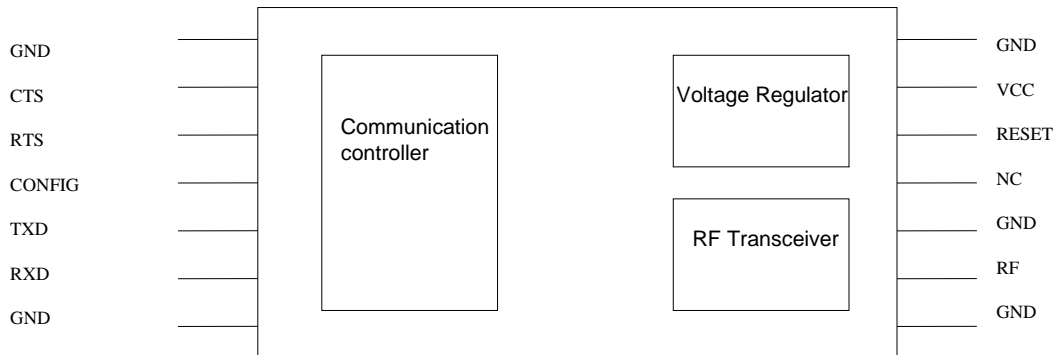 GND
CTS
RTS
CONFIG
TXD
RXD
GND
Communication
controller
Voltage Regulator
RF Transceiver
GND
VCC
RESET
NC
GND
RF
GND